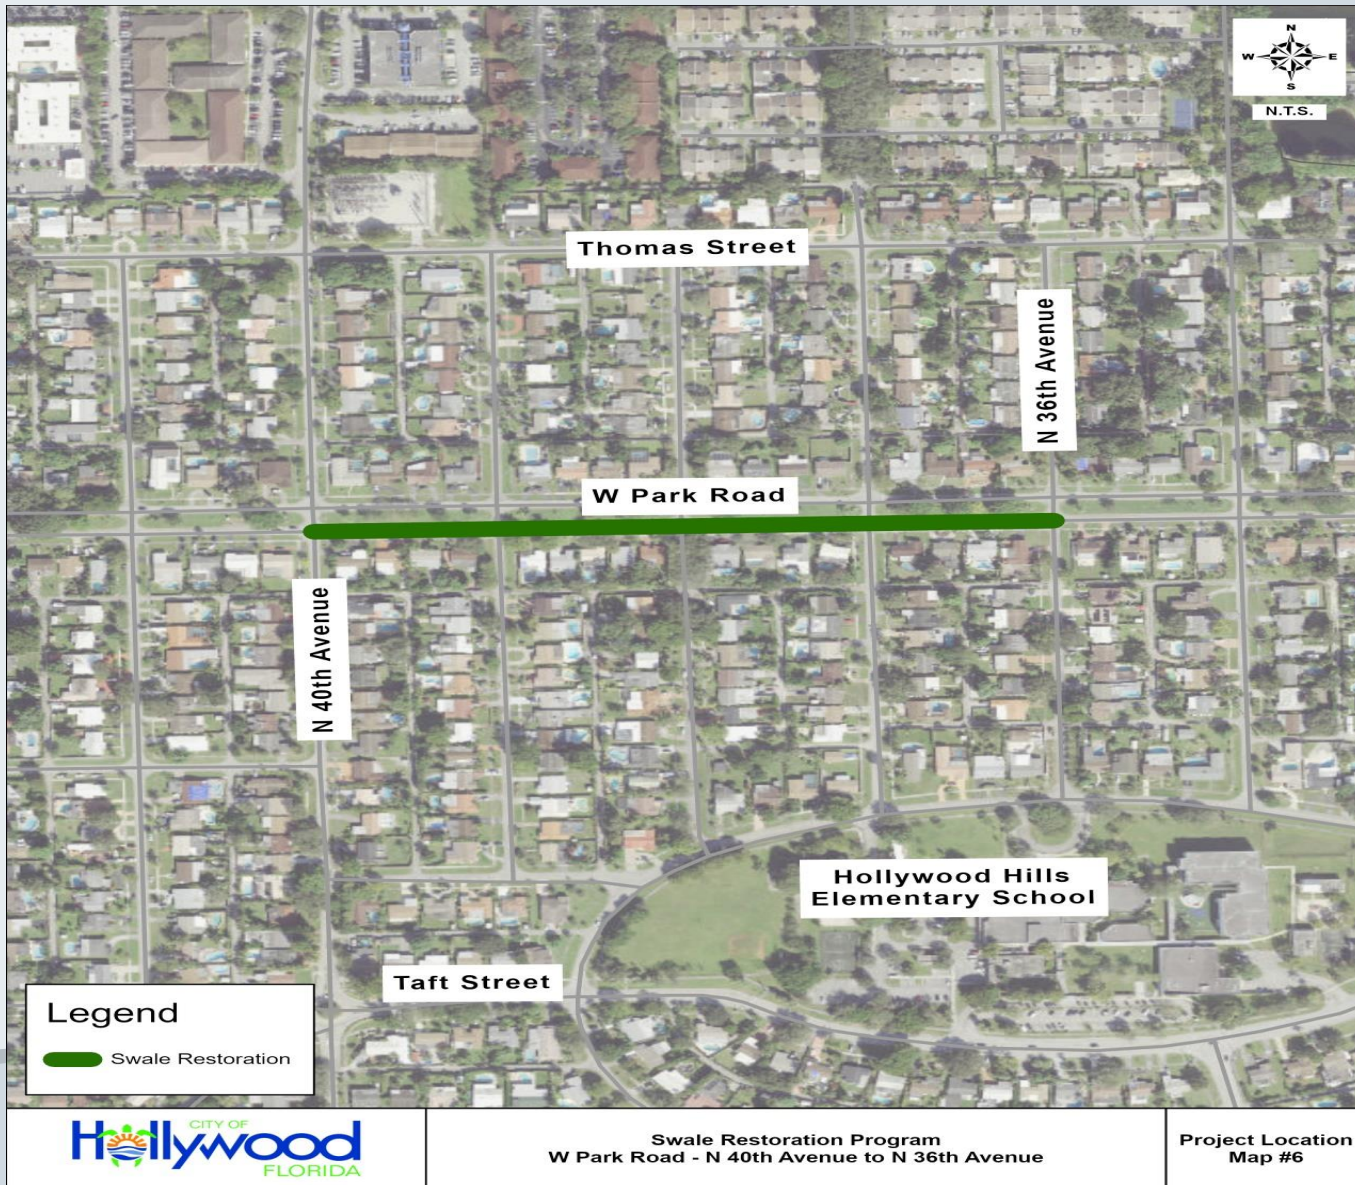 N
W E
S
N.T.S.
Thomas Street
N 36th Avenue
W Park Road
N 40th Avenue
Hollywood Hills
Elementary School
Taft Street
Legend
Swale Restoration
CITY OF
Hollywood
FLORIDA
Swale Restoration Program
W Park Road - N 40th Avenue to N 36th Avenue
Project Location
Map #6